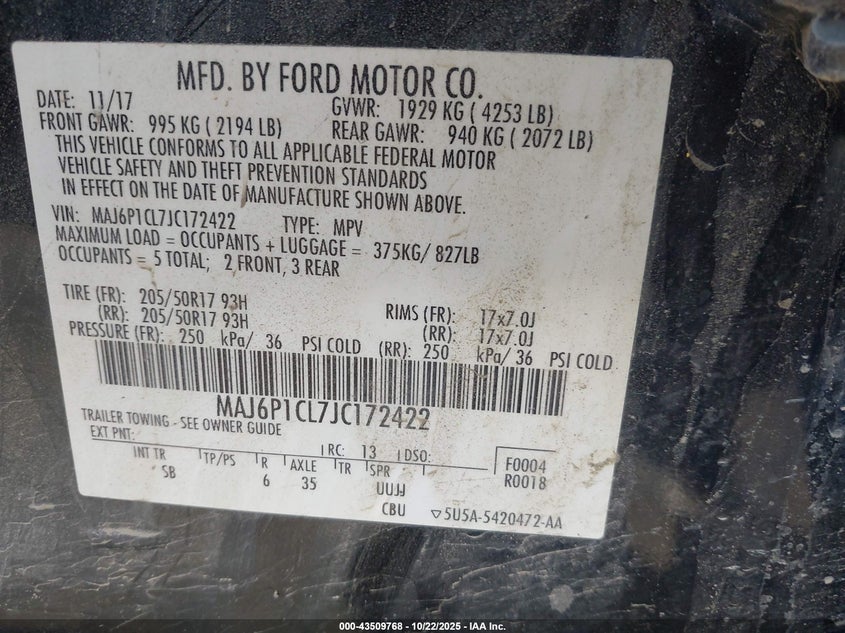 MFD. BY FORD MOTOR CO.
DATE: 11/17 GVWR: 1929 KG ( 4253 LB)
FRONT GAWR: 995 KG ( 2194 LB) REAR GAWR: 940 KG ( 2072 LB)
THIS VEHICLE CONFORMS TO ALL APPLICABLE FEDERAL MOTOR
VEHICLE SAFETY AND THEFT PREVENTION STANDARDS
IN EFFECT ON THE DATE OF MANUFACTURE SHOWN ABOVE.
VIN: MAJ6P1CL7JC172422 TYPE: MPV
MAXIMUM LOAD = OCCUPANTS + LUGGAGE = 375KG/ 827LB
OCCUPANTS = 5 TOTAL; 2 FRONT, 3 REAR
TIRE (FR): 205/50R17 93H RIMS (FR): 17x7.0J
(RR): 205/50R17 93H (RR): 17x7.0J
PRESSURE (FR): 250 kPa/ 36 PSI COLD (RR): 250 kPa/ 36 PSI COLD
MAJ6P1CL7JC172422
TRAILER TOWING - SEE OWNER GUIDE
EXT PNT: RC: 13 DSO: F0004
INT TR TP/PS R AXLE TR SPR R0018
SB 6 35 UUJJ
CBU ▽5U5A-5420472-AA
000-43509768 - 10/22/2025 - IAA Inc.